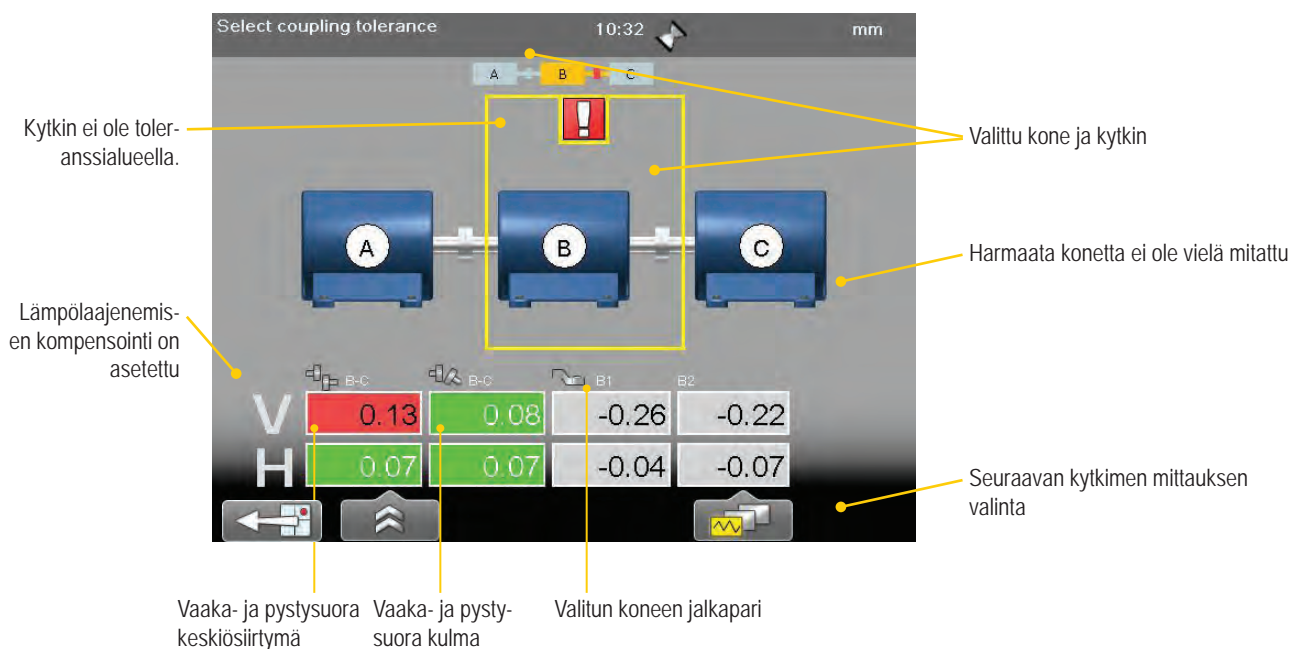 Select coupling tolerance 10:32 mm
A B C
Kytkin ei ole toler-
anssialueella.
Valittu kone ja kytkin
A B C
Harmaata konetta ei ole vielä mitattu
Lämpölaajenemis-
en kompensointi on
asetettu
B-C B-C B1 B2
V 0.13 0.08 -0.26 -0.22
H 0.07 0.07 -0.04 -0.07
Seuraavan kytkimen mittauksen
valinta
Vaaka- ja pystysuora
keskiösiirtymä
Vaaka- ja pysty-
suora kulma
Valitun koneen jalkapari